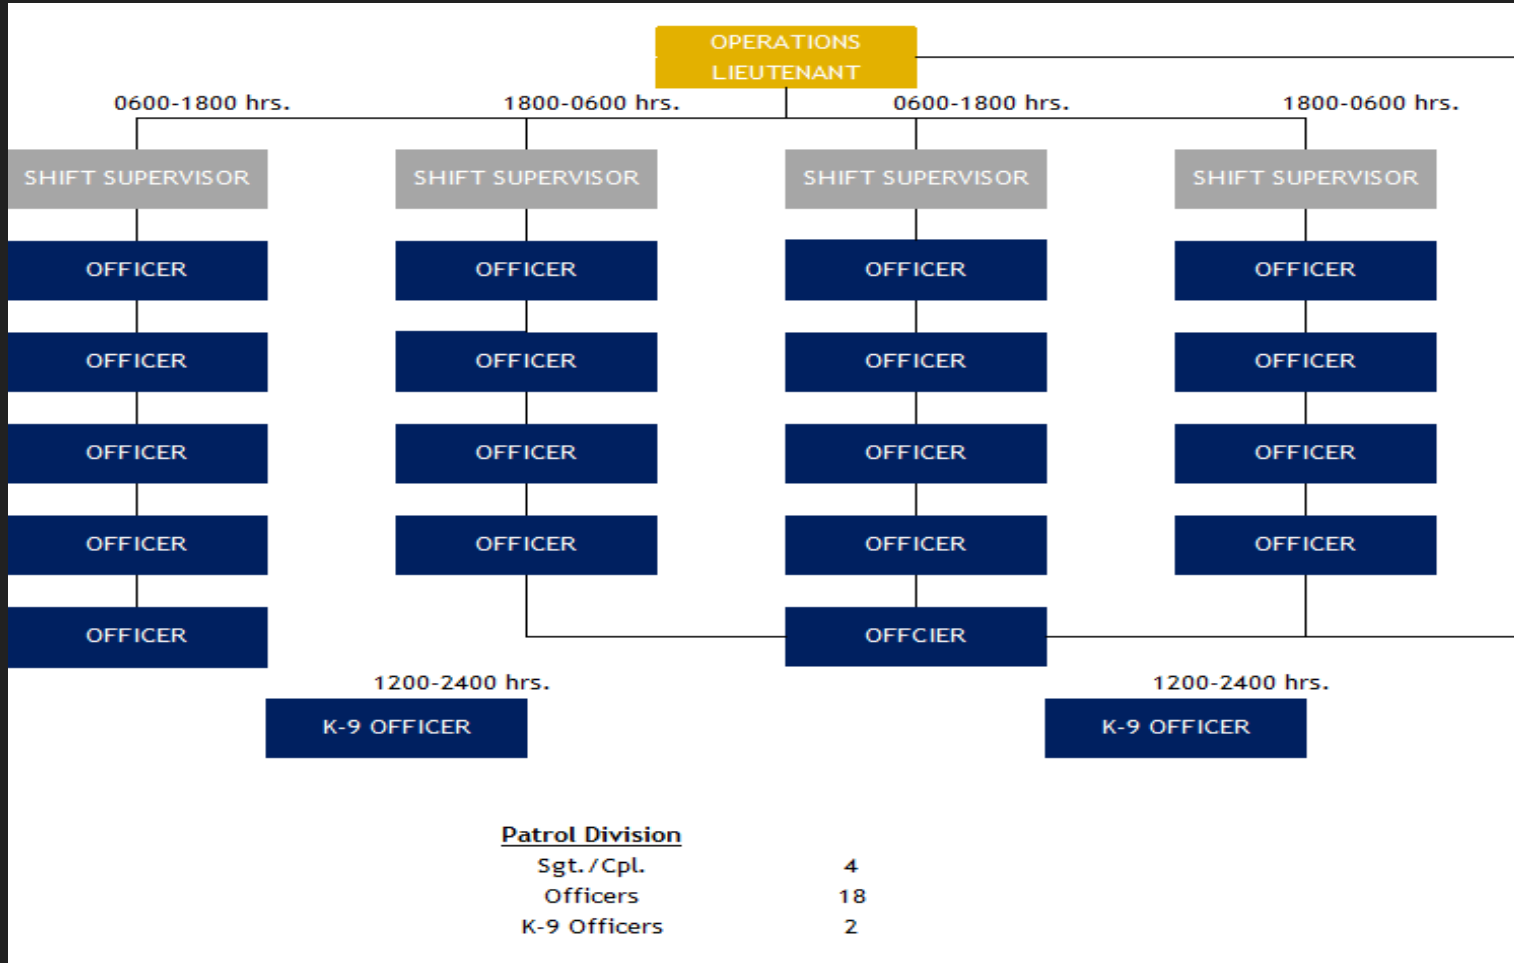 OPERATIONS
LIEUTENANT
0600-1800 hrs. 1800-0600 hrs. 0600-1800 hrs. 1800-0600 hrs.
SHIFT SUPERVISOR SHIFT SUPERVISOR SHIFT SUPERVISOR SHIFT SUPERVISOR
OFFICER OFFICER OFFICER OFFICER
OFFICER OFFICER OFFICER OFFICER
OFFICER OFFICER OFFICER OFFICER
OFFICER OFFICER OFFICER OFFICER
OFFICER OFFCIER
1200-2400 hrs. 1200-2400 hrs.
K-9 OFFICER K-9 OFFICER
Patrol Division
Sgt./Cpl. 4
Officers 18
K-9 Officers 2